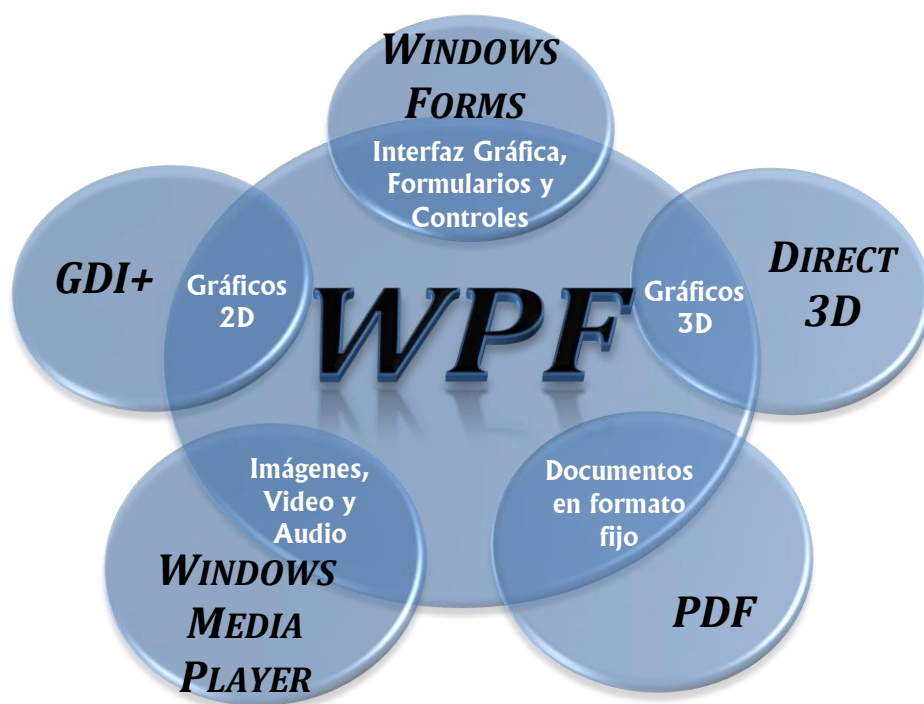 WINDOWS
FORMS
Interfaz Gráfica,
Formularios y
Controles
GDI+
Gráficos
2D
WPF
Gráficos
3D
DIRECT
3D
Imágenes,
Video y
Audio
WINDOWS
MEDIA
PLAYER
Documentos
en formato
fijo
PDF